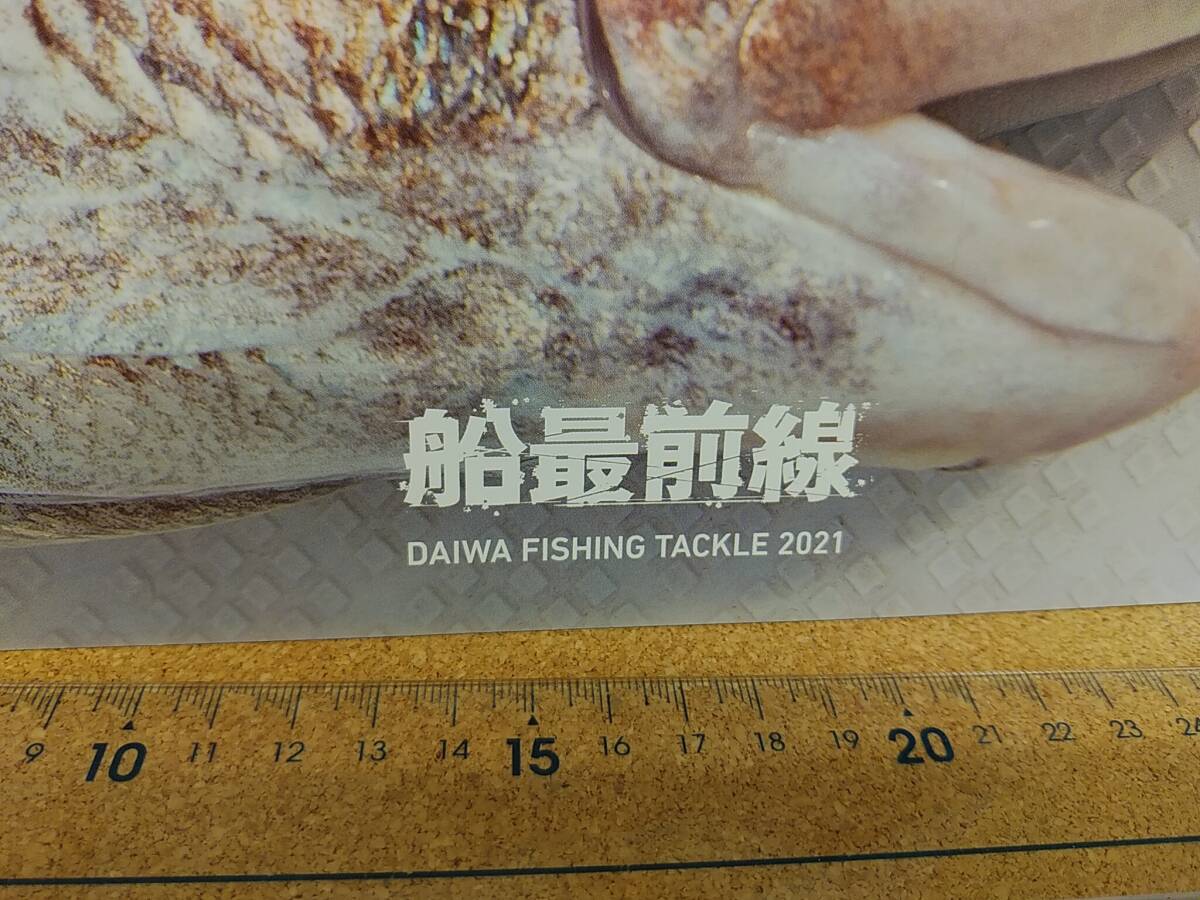 船最前線
DAIWA FISHING TACKLE 2021
9 10 11 12 13 14 15 16 17 18 19 20 21 22 23 24